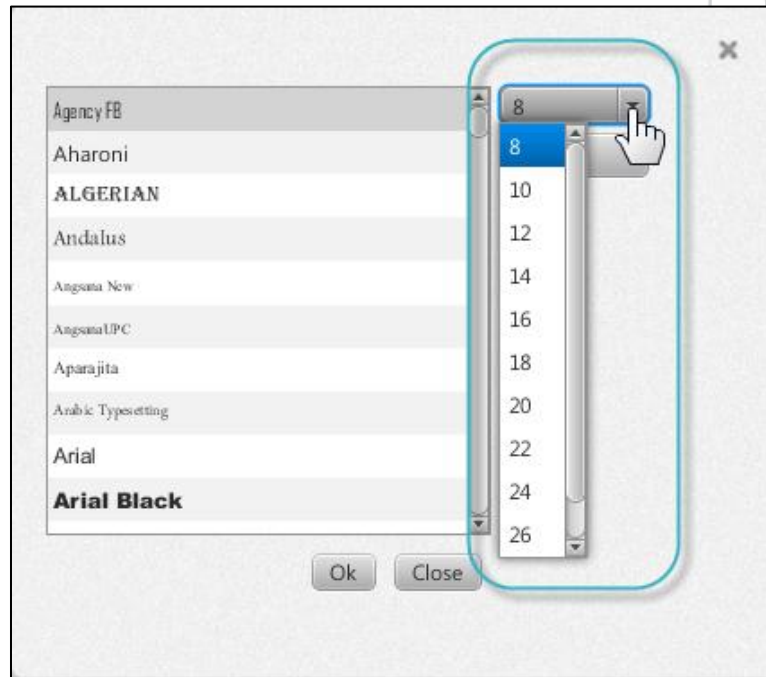 Agency FB
Aharoni
ALGERIAN
Andalus
Angsana New
AngsanaUPC
Aparajita
Arabic Typesetting
Arial
Arial Black
8
8
10
12
14
16
18
20
22
24
26
Ok
Close